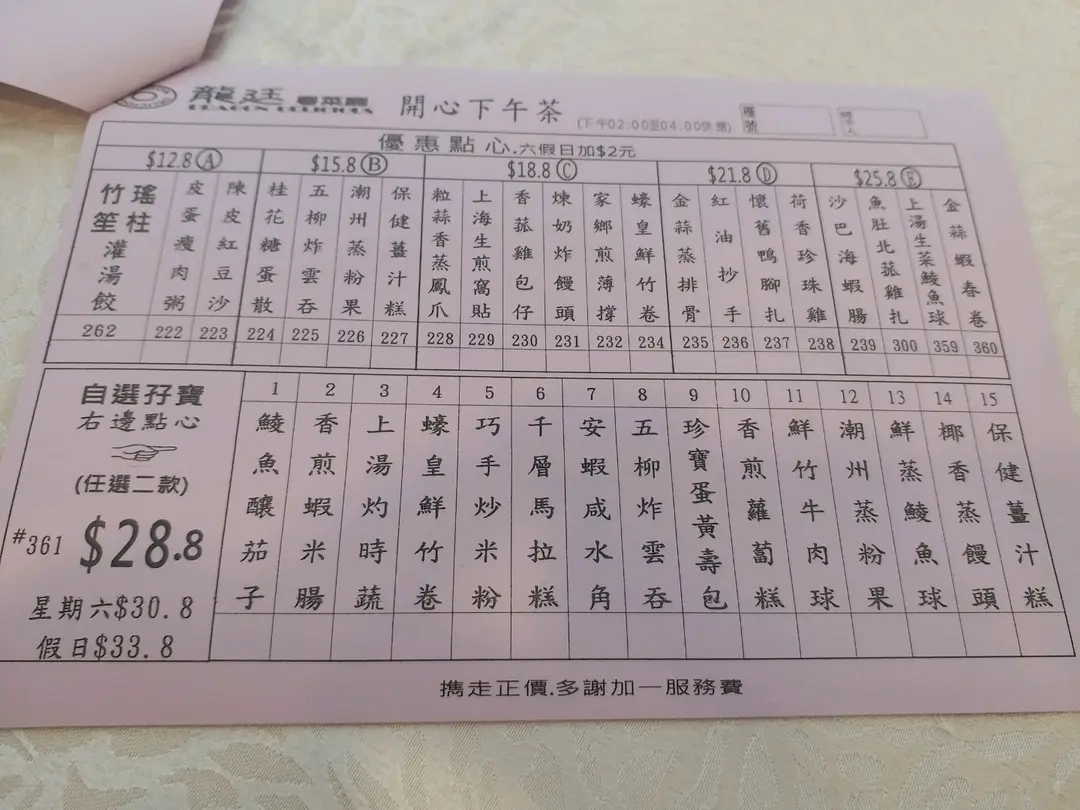 龍廷 粵菜廳 開心下午茶 (下午02:00至04:00供應)
DRAGON DELICIOUS
優惠點心.六假日加$2元
$12.8 Ⓐ $15.8 Ⓑ $18.8 Ⓒ $21.8 Ⓓ $25.8 Ⓔ
瑤柱竹笙灌湯餃 262
皮蛋瘦肉粥 222
陳皮紅豆沙 223
桂花糖蛋散 224
五柳炸雲吞 225
潮州蒸粉果 226
保健薑汁糕 227
粒蒜香蒸鳳爪 228
上海生煎窩貼 229
香菰雞包仔 230
煉奶炸饅頭 231
家鄉煎薄撐 232
蠔皇鮮竹卷 234
金蒜蒸排骨 235
紅油抄手 236
懷舊鴨腳扎 237
荷香珍珠雞 238
沙巴海蝦腸 239
魚肚北菰雞扎 300
上湯生菜鯪魚球 359
金蒜蝦春卷 360
自選孖寶
右邊點心
(任選二款)
#361 $28.8
星期六$30.8
假日$33.8
1 鯪魚釀茄子
2 香煎蝦米腸
3 上湯灼時蔬
4 蠔皇鮮竹卷
5 巧手炒米粉
6 千層馬拉糕
7 安蝦咸水角
8 五柳炸雲吞
9 珍寶蛋黃壽包
10 香煎蘿蔔糕
11 鮮竹牛肉球
12 潮州蒸粉果
13 鮮蒸鯪魚球
14 椰香蒸饅頭
15 保健薑汁糕
攜走正價.多謝加一服務費